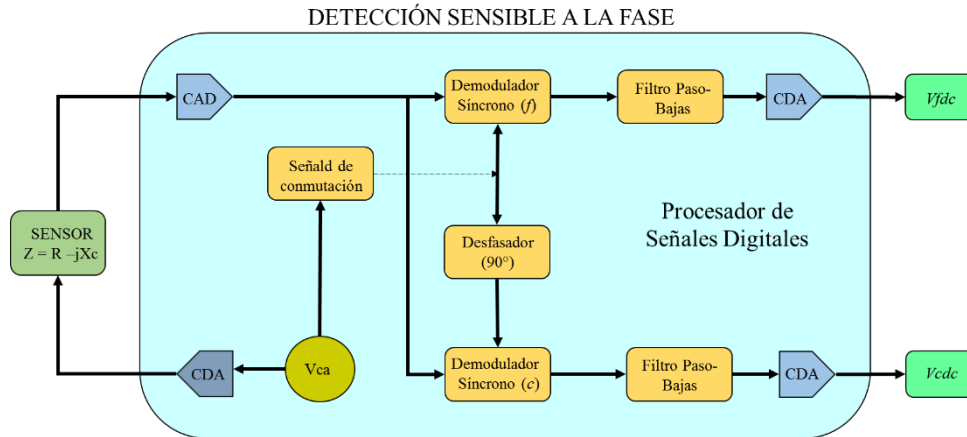 DETECCIÓN SENSIBLE A LA FASE
CAD
Demodulador
Síncrono (f)
Filtro Paso-
Bajas
CDA
Vfdc
Señald de
conmutación
SENSOR
Z = R –jXc
Desfasador
(90°)
Procesador de
Señales Digitales
CDA
Vca
Demodulador
Síncrono (c)
Filtro Paso-
Bajas
CDA
Vcdc